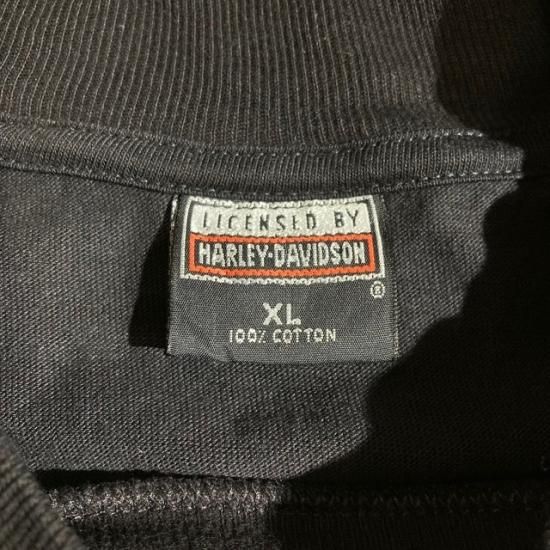 LICENSED BY
HARLEY-DAVIDSON
®
XL
100% COTTON